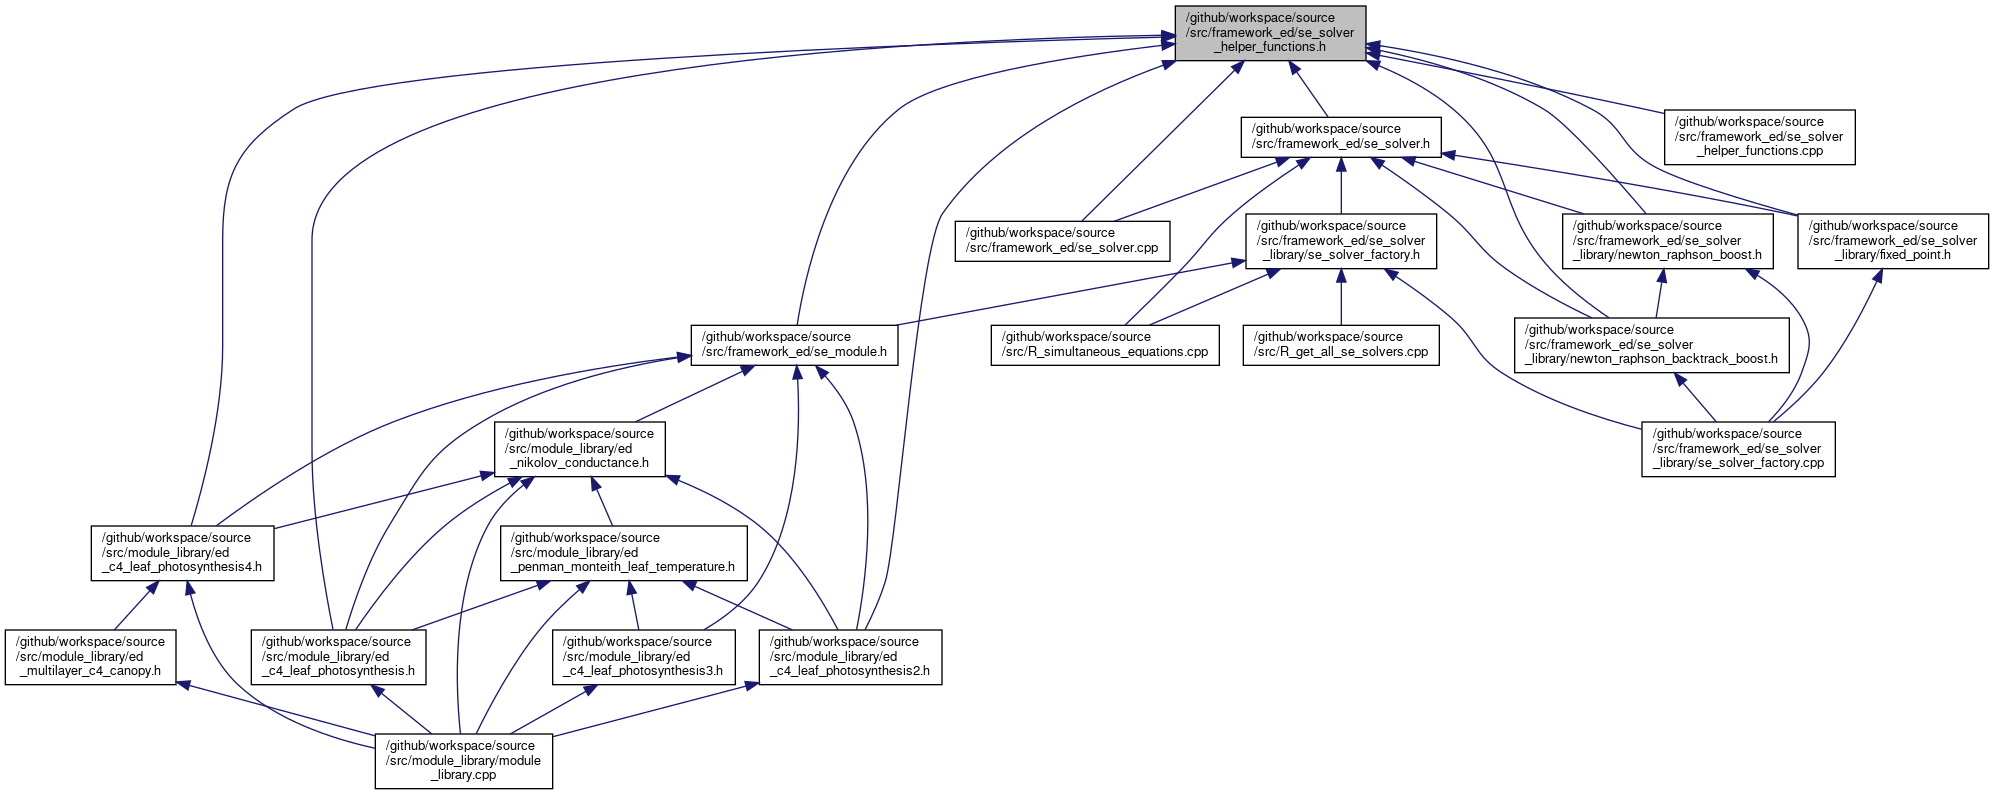 /github/workspace/source
/src/framework_ed/se_solver
_helper_functions.h
/github/workspace/source
/src/framework_ed/se_solver
_helper_functions.cpp
/github/workspace/source
/src/framework_ed/se_solver.h
/github/workspace/source
/src/framework_ed/se_solver.cpp
/github/workspace/source
/src/framework_ed/se_solver
_library/se_solver_factory.h
/github/workspace/source
/src/framework_ed/se_solver
_library/newton_raphson_boost.h
/github/workspace/source
/src/framework_ed/se_solver
_library/fixed_point.h
/github/workspace/source
/src/framework_ed/se_module.h
/github/workspace/source
/src/R_simultaneous_equations.cpp
/github/workspace/source
/src/R_get_all_se_solvers.cpp
/github/workspace/source
/src/framework_ed/se_solver
_library/newton_raphson_backtrack_boost.h
/github/workspace/source
/src/module_library/ed
_nikolov_conductance.h
/github/workspace/source
/src/framework_ed/se_solver
_library/se_solver_factory.cpp
/github/workspace/source
/src/module_library/ed
_c4_leaf_photosynthesis4.h
/github/workspace/source
/src/module_library/ed
_penman_monteith_leaf_temperature.h
/github/workspace/source
/src/module_library/ed
_multilayer_c4_canopy.h
/github/workspace/source
/src/module_library/ed
_c4_leaf_photosynthesis.h
/github/workspace/source
/src/module_library/ed
_c4_leaf_photosynthesis3.h
/github/workspace/source
/src/module_library/ed
_c4_leaf_photosynthesis2.h
/github/workspace/source
/src/module_library/module
_library.cpp